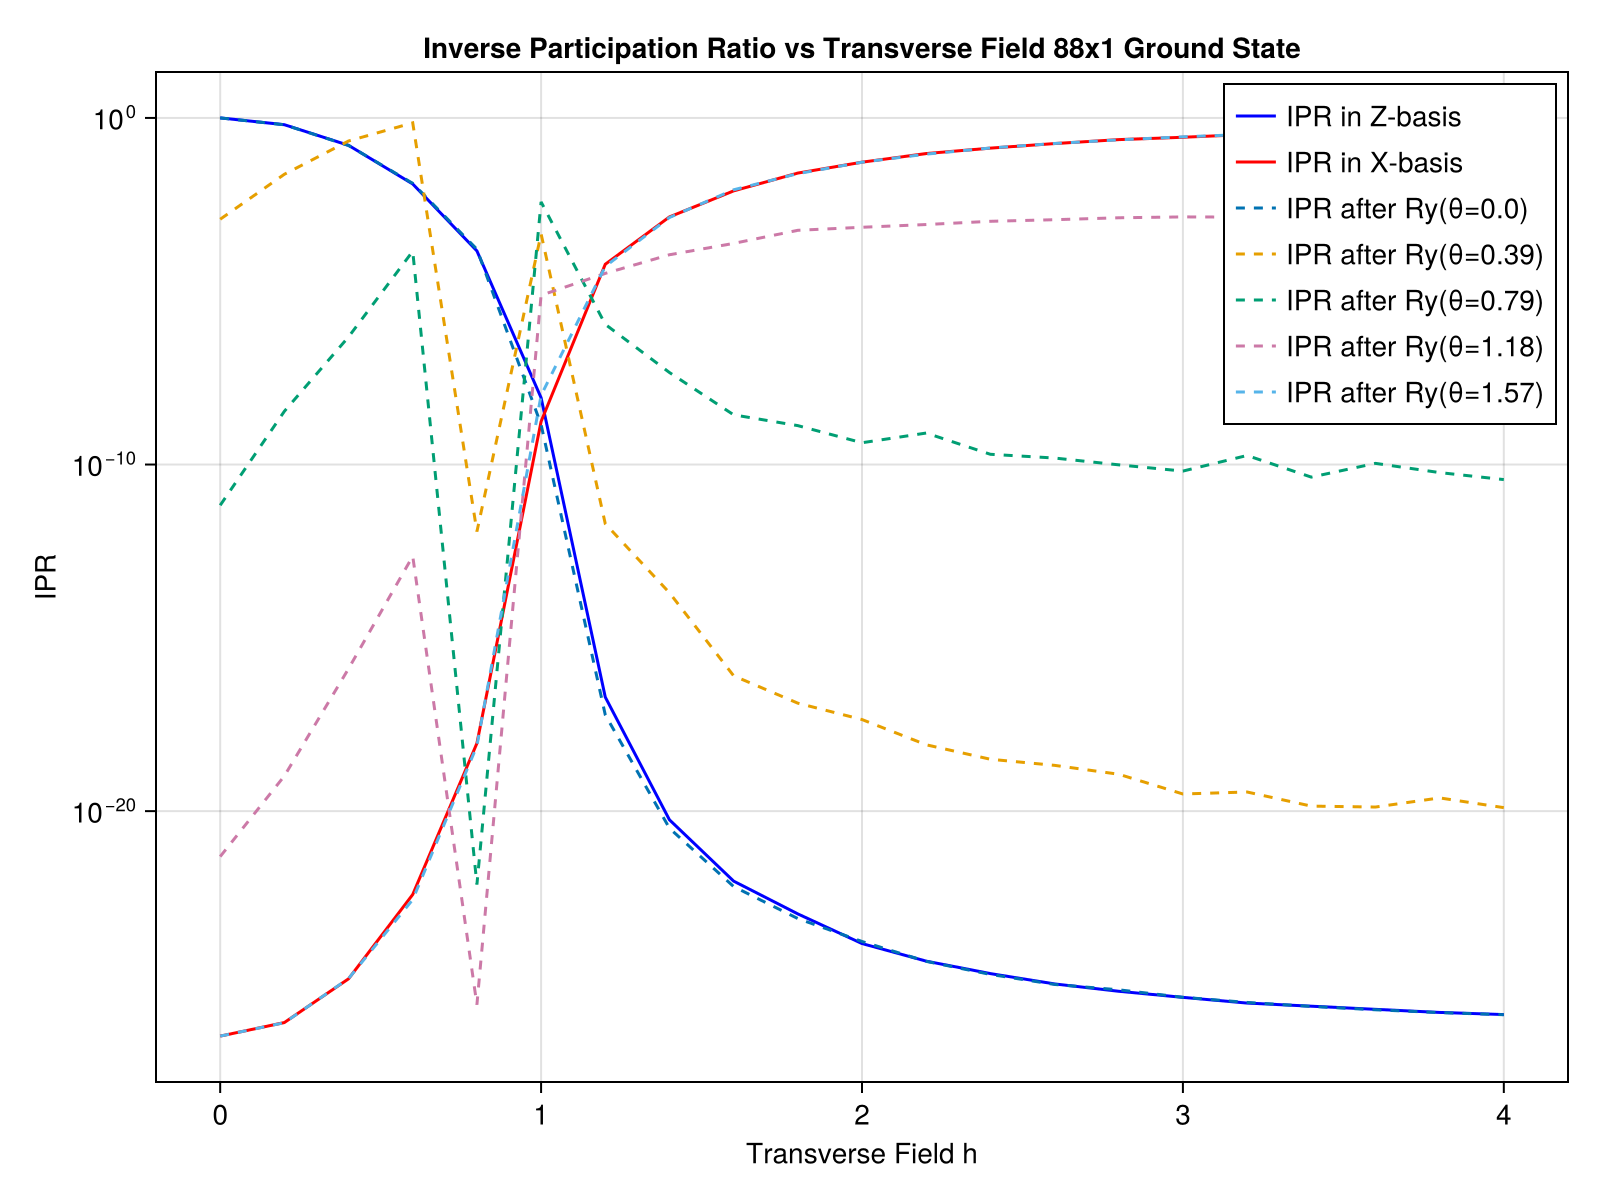 Inverse Participation Ratio vs Transverse Field 88x1 Ground State
IPR in Z-basis
IPR in X-basis
IPR after Ry(θ=0.0)
IPR after Ry(θ=0.39)
IPR after Ry(θ=0.79)
IPR after Ry(θ=1.18)
IPR after Ry(θ=1.57)
10⁰
10⁻¹⁰
10⁻²⁰
IPR
0 1 2 3 4
Transverse Field h